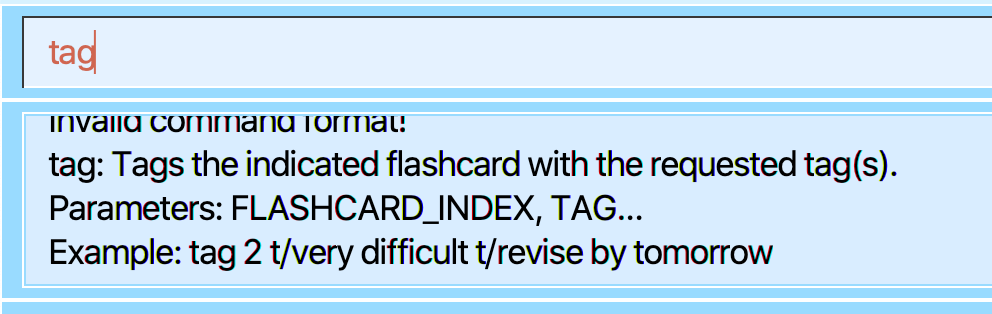 tag
Invalid command format!
tag: Tags the indicated flashcard with the requested tag(s).
Parameters: FLASHCARD_INDEX, TAG...
Example: tag 2 t/very difficult t/revise by tomorrow